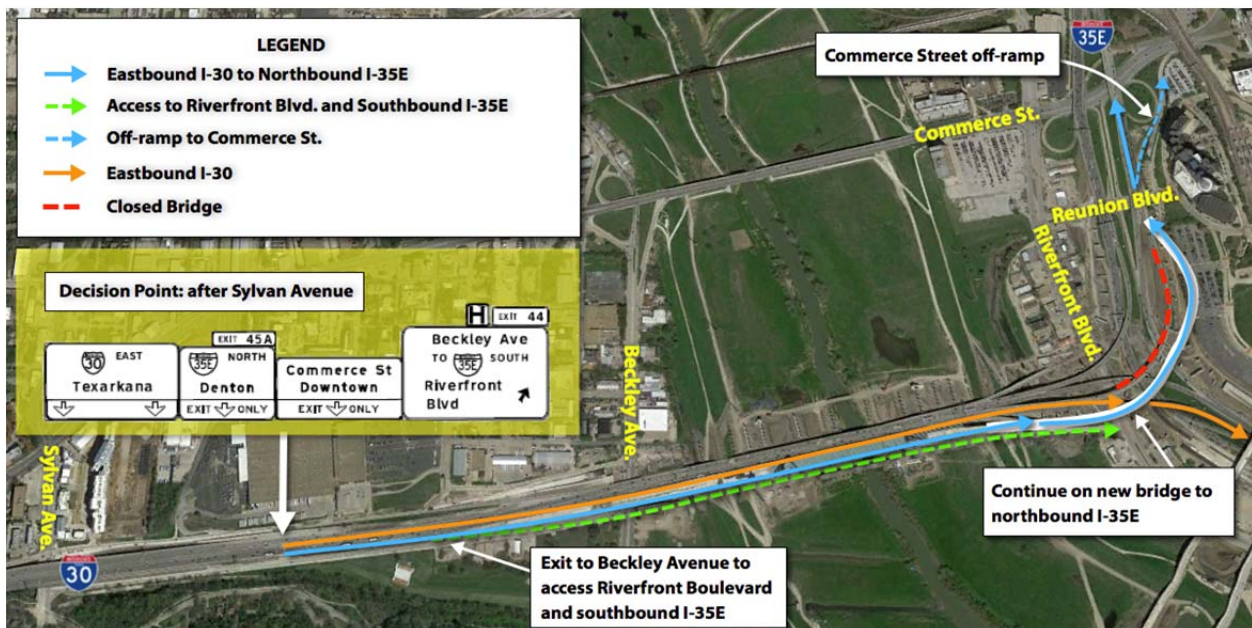 LEGEND
Eastbound I-30 to Northbound I-35E
Access to Riverfront Blvd. and Southbound I-35E
Off-ramp to Commerce St.
Eastbound I-30
Closed Bridge
35E
Commerce Street off-ramp
Commerce St.
Reunion Blvd.
Riverfront Blvd.
Decision Point: after Sylvan Avenue
H EXIT 44
EXIT 45A
30 EAST
Texarkana
35E NORTH
Denton
EXIT ONLY
Commerce St
Downtown
EXIT ONLY
Beckley Ave
TO 35E SOUTH
Riverfront
Blvd
Beckley Ave.
Sylvan Ave.
30
Exit to Beckley Avenue to
access Riverfront Boulevard
and southbound I-35E
Continue on new bridge to
northbound I-35E